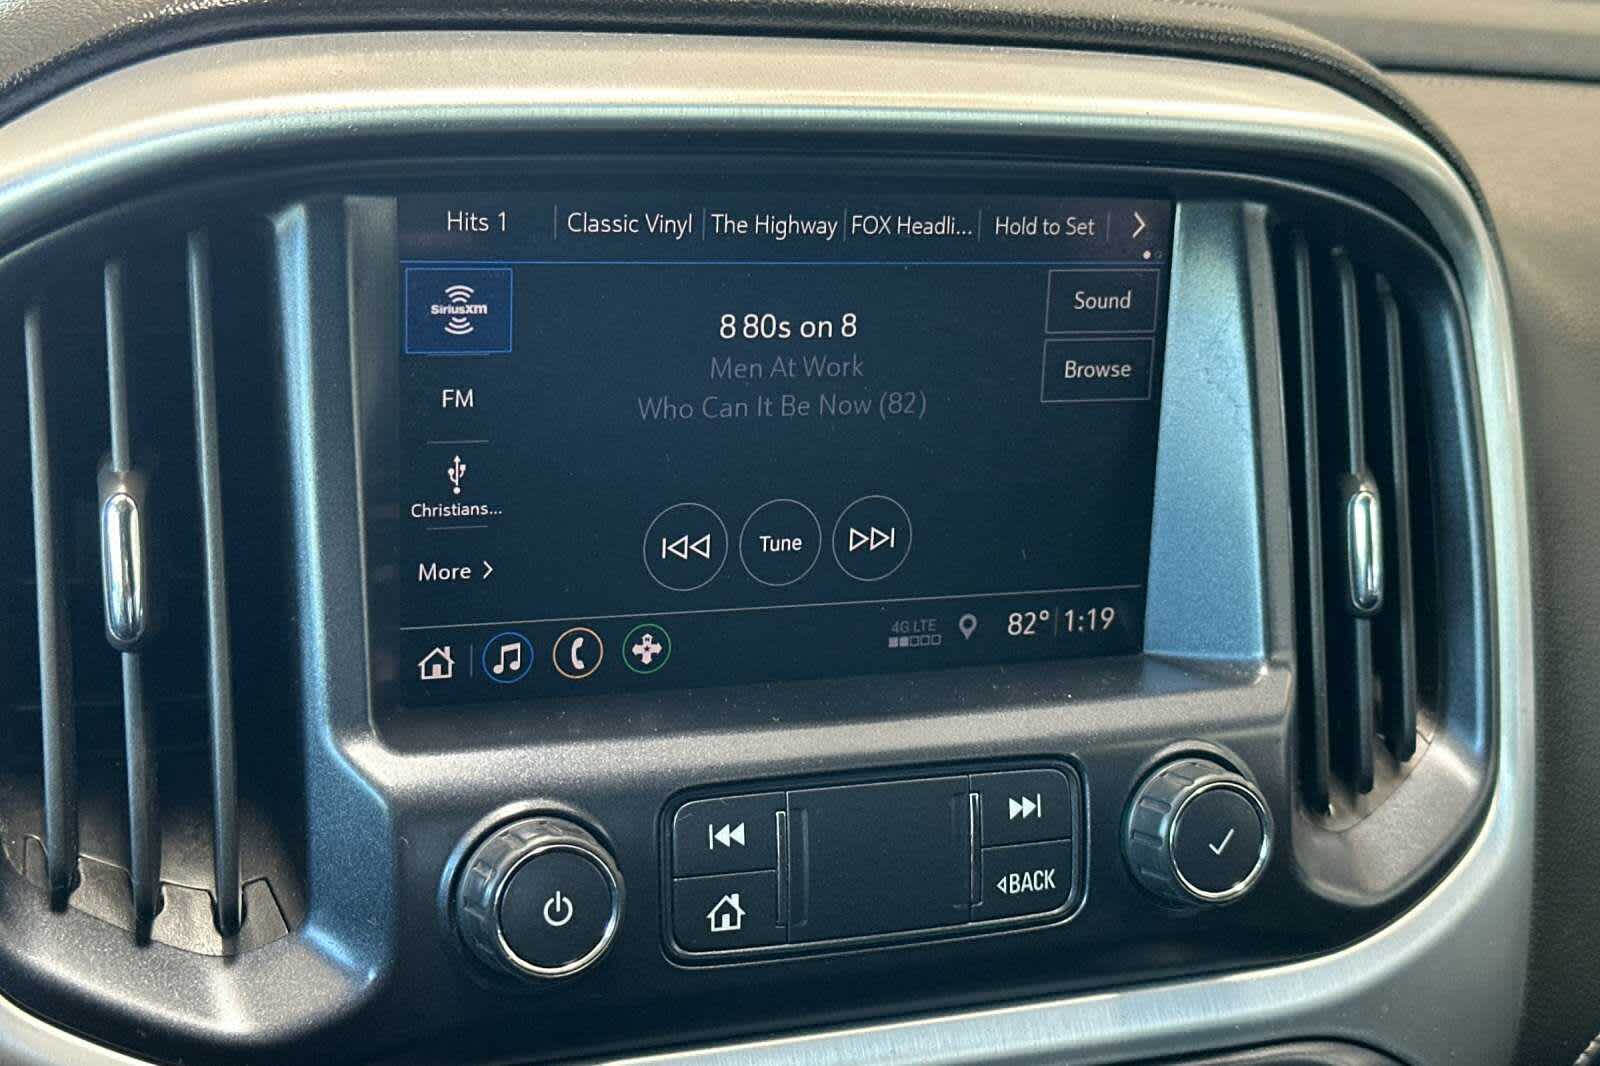 Hits 1
Classic Vinyl
The Highway
FOX Headli...
Hold to Set
SiriusXM
8 80s on 8
Sound
Men At Work
Browse
FM
Who Can It Be Now (82)
Christians...
Tune
More
4G LTE
82° 1:19
BACK